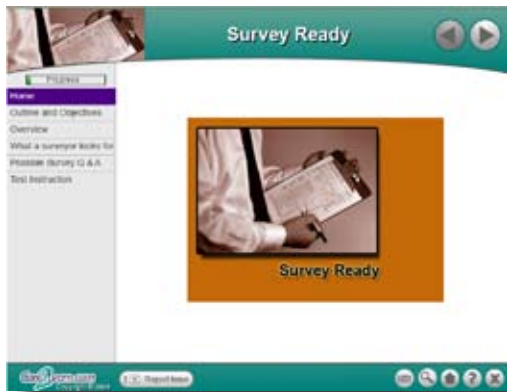 Survey Ready
Progress
Home
Outline and Objectives
Overview
What a surveyor looks for
Possible Survey Q & A
Test Instruction
Survey Ready
Report Issue